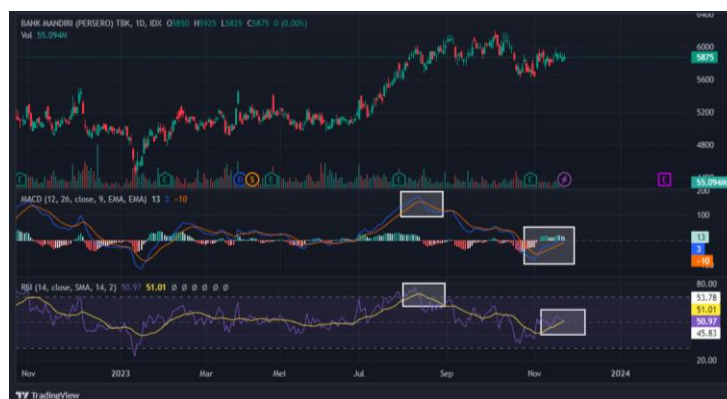 BANK MANDIRI (PERSERO) TBK, 1D, IDX O5850 H5925 L5825 C5875 0 (0.00%)
Vol 55.094M
6400
6000
5875
5600
5200
4800
4400
55.094M
MACD (12, 26, close, 9, EMA, EMA) 13 3 -10
200
100
13
3
-10
-100
RSI (14, close, SMA, 14, 2) 50.97 51.01 Ø Ø Ø Ø Ø Ø
80.00
53.78
51.01
50.97
45.83
20.00
Nov 2023 Mar Mei Jul Sep Nov 2024
TradingView